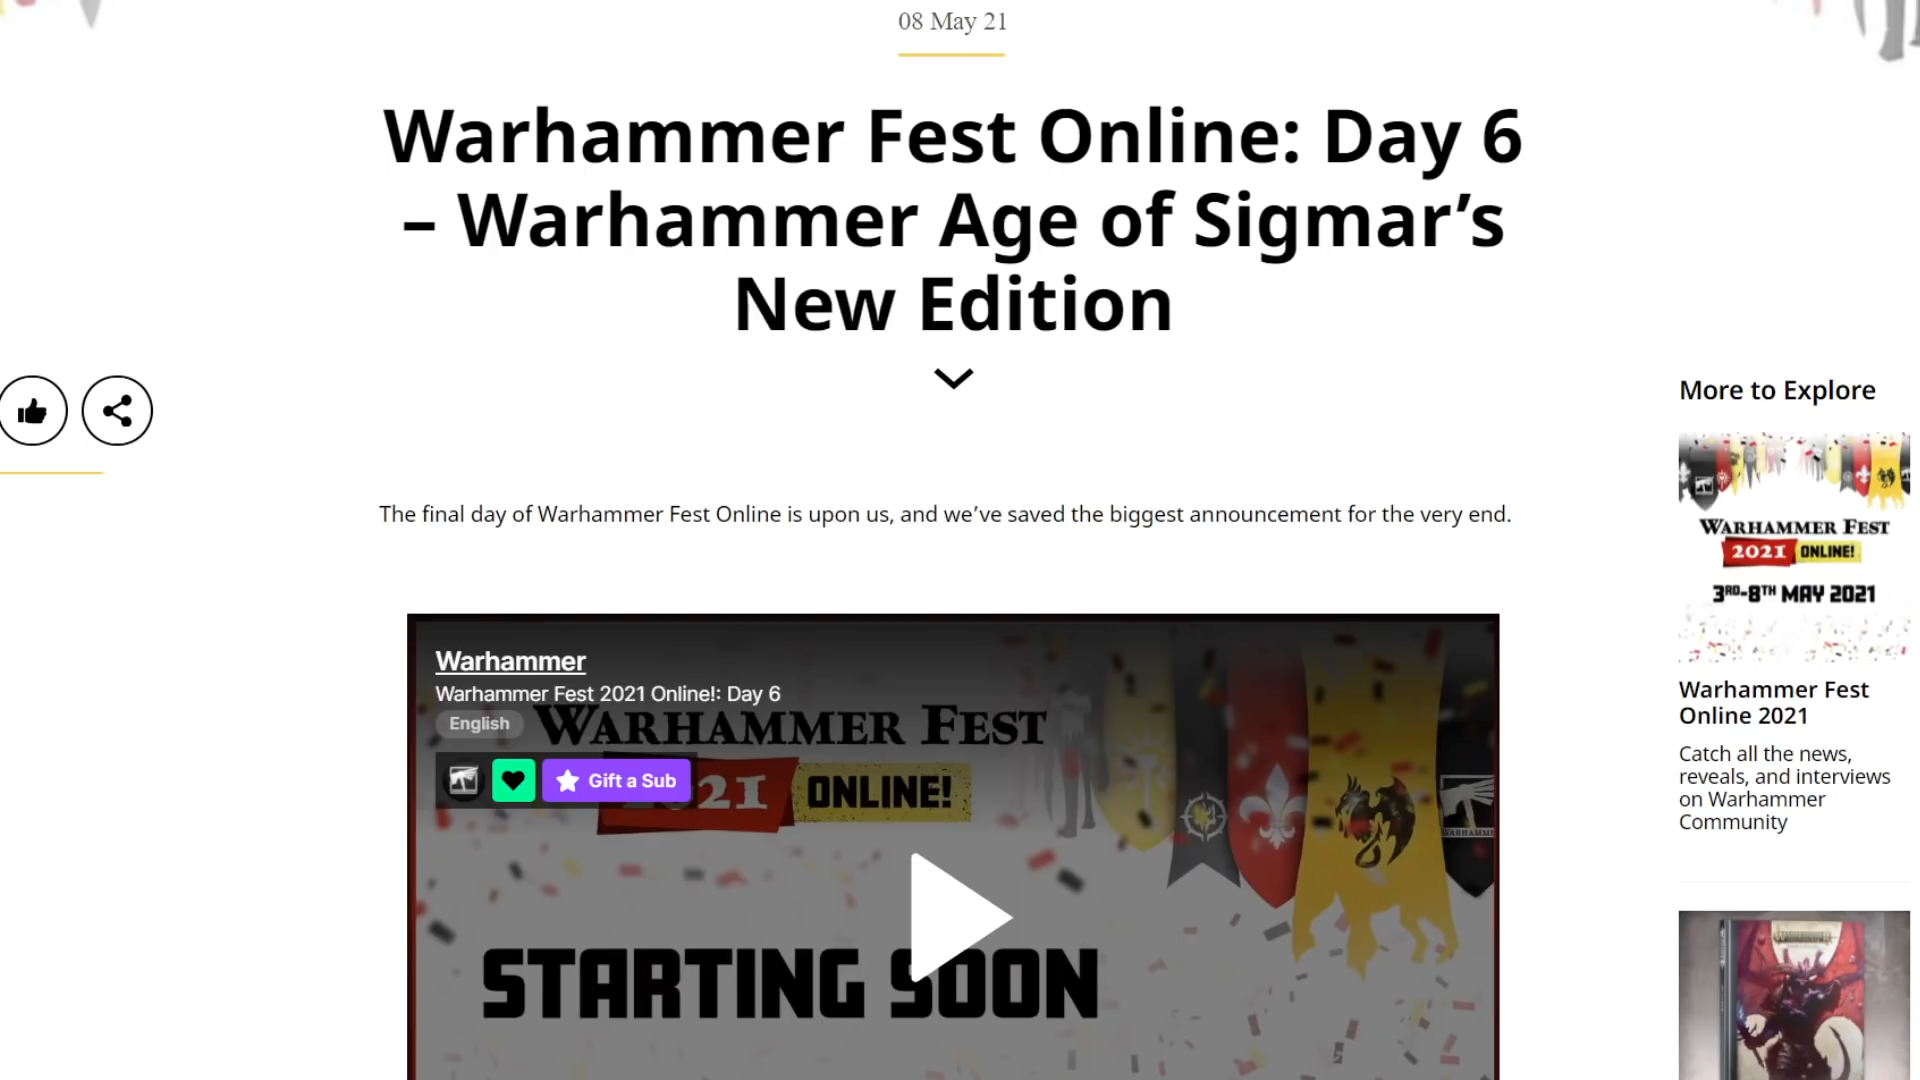 08 May 21
Warhammer Fest Online: Day 6
– Warhammer Age of Sigmar’s
New Edition
The final day of Warhammer Fest Online is upon us, and we’ve saved the biggest announcement for the very end.
Warhammer
Warhammer Fest 2021 Online!: Day 6
English
WARHAMMER FEST
Gift a Sub
21 ONLINE!
WARHAMM
STARTING SOON
More to Explore
WARHAMMER FEST
2021 ONLINE!
3RD-8TH MAY 2021
Warhammer Fest
Online 2021
Catch all the news,
reveals, and interviews
on Warhammer
Community